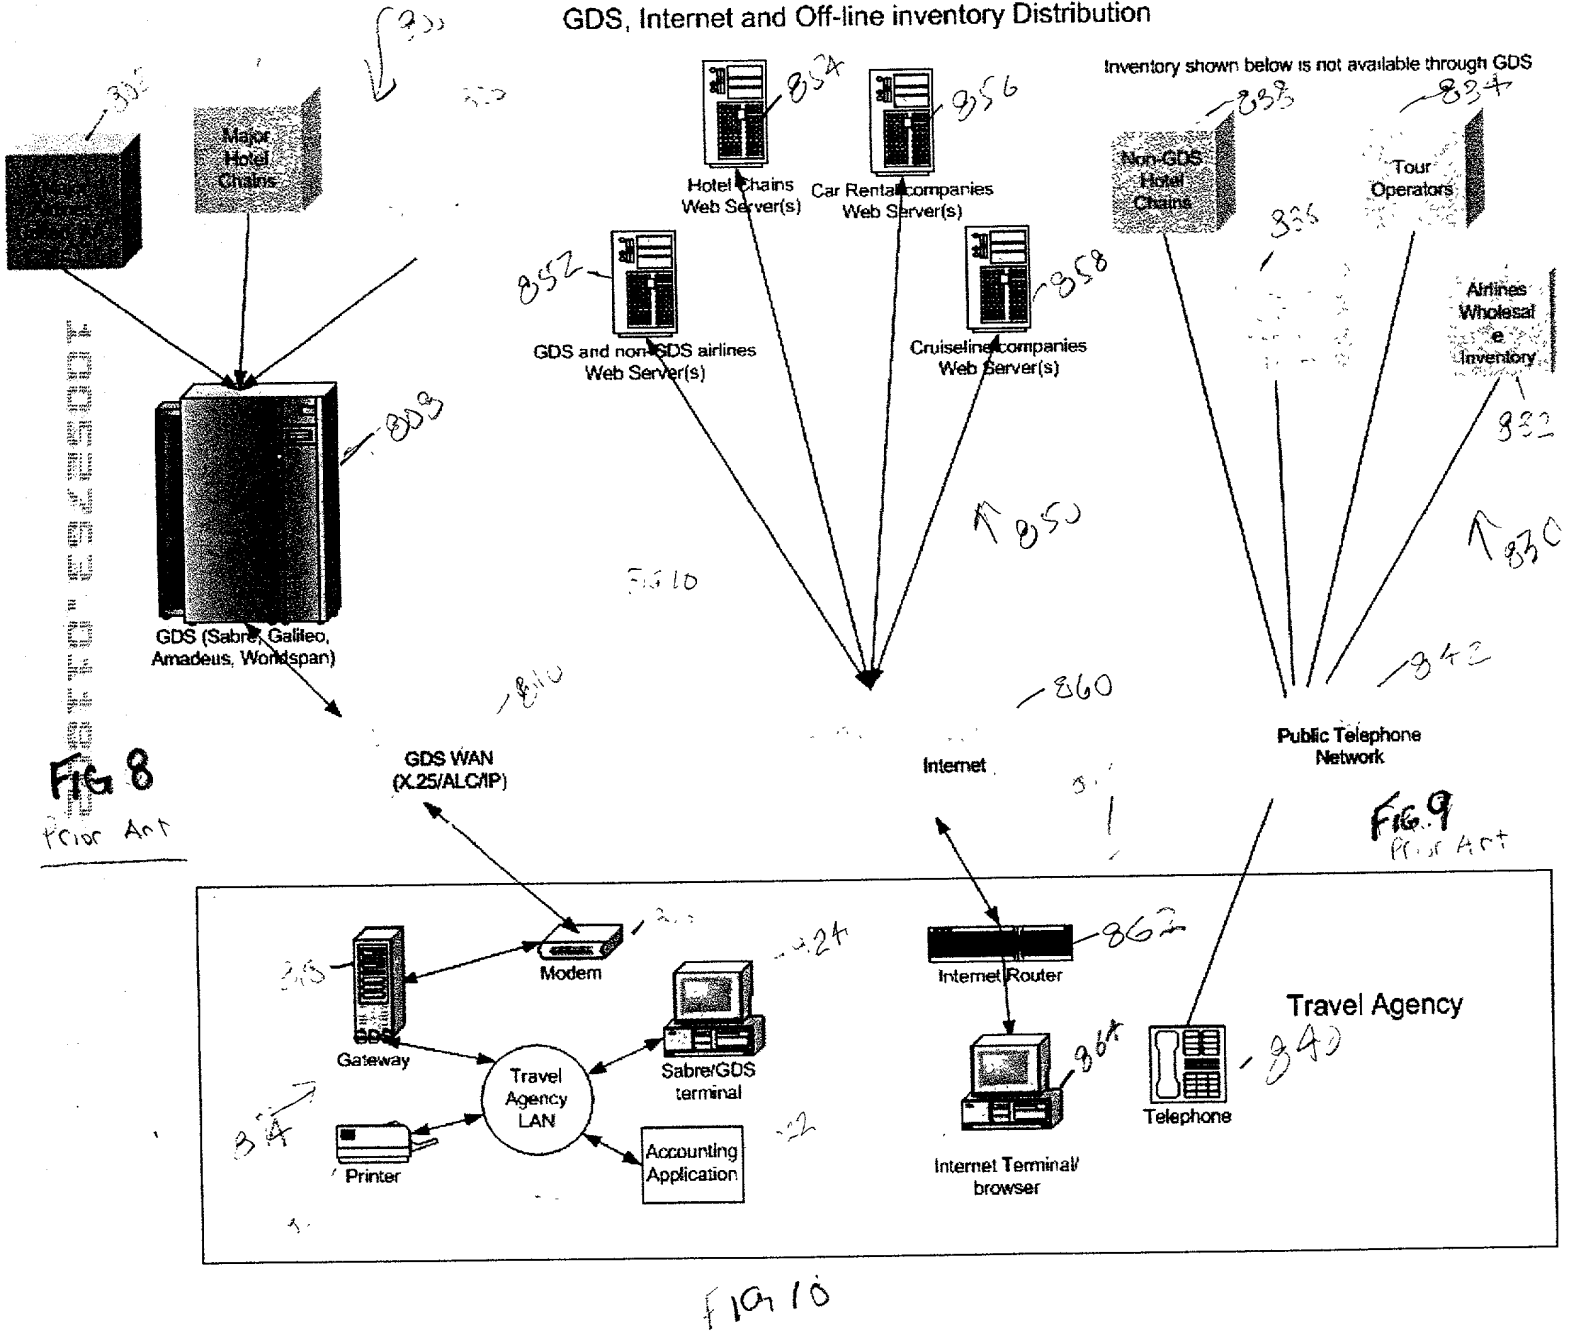 GDS, Internet and Off-line inventory Distribution
Inventory shown below is not available through GDS
802
800
Major
Hotel
Chains
854
856
838
834
Hotel Chains
Web Server(s)
Car Rental companies
Web Server(s)
Non-GDS
Hotel
Chains
Tour
Operators
836
852
858
GDS and non-GDS airlines
Web Server(s)
Cruiseline companies
Web Server(s)
Airlines
Wholesal
e
Inventory
832
808
850
830
FIG 10
GDS (Sabre, Galileo,
Amadeus, Worldspan)
810
860
842
GDS WAN
(X.25/ALC/IP)
Internet
Public Telephone
Network
FIG 8
Prior Art
FIG. 9
Prior Art
Modem
862
Internet Router
GDS
Gateway
Travel
Agency
LAN
Sabre/GDS
terminal
Travel Agency
864
840
Telephone
Printer
Accounting
Application
Internet Terminal/
browser
FIG 10